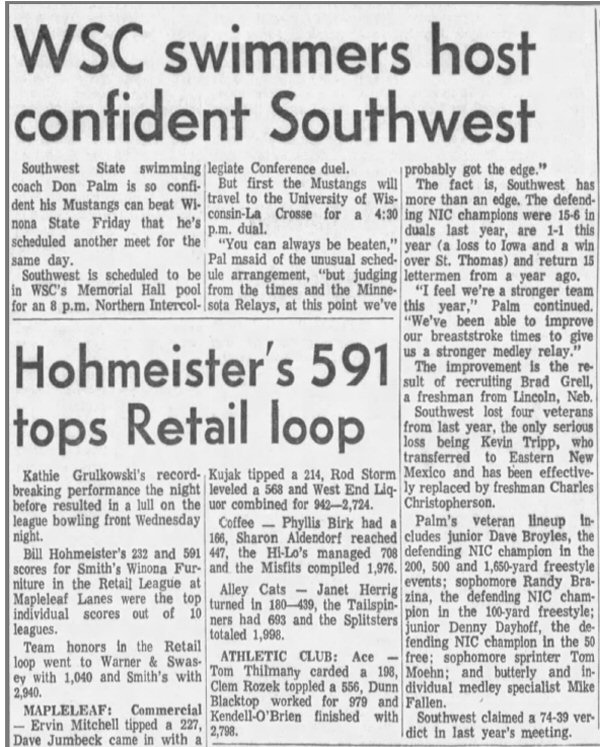 WSC swimmers host
confident Southwest
Southwest State swimming
coach Don Palm is so confi-
dent his Mustangs can beat Wi-
nona State Friday that he's
scheduled another meet for the
same day.
Southwest is scheduled to be
in WSC's Memorial Hall pool
for an 8 p.m. Northern Intercol-
legiate Conference duel.
But first the Mustangs will
travel to the University of Wis-
consin-La Crosse for a 4:30
p.m. dual.
"You can always be beaten,"
Pal msaid of the unusual sched-
ule arrangement, "but judging
from the times and the Minne-
sota Relays, at this point we've
probably got the edge."
The fact is, Southwest has
more than an edge. The defend-
ing NIC champions were 15-6 in
duals last year, are 1-1 this
year (a loss to Iowa and a win
over St. Thomas) and return 15
lettermen from a year ago.
"I feel we're a stronger team
this year," Palm continued.
"We've been able to improve
our breaststroke times to give
us a stronger medley relay."
The improvement is the re-
sult of recruiting Brad Grell,
a freshman from Lincoln, Neb.
Southwest lost four veterans
from last year, the only serious
loss being Kevin Tripp, who
transferred to Eastern New
Mexico and has been effective-
ly replaced by freshman Charles
Christopherson.
Palm's veteran lineup in-
cludes junior Dave Broyles, the
defending NIC champion in the
200, 500 and 1,650-yard freestyle
events; sophomore Randy Bra-
zina, the defending NIC cham-
pion in the 100-yard freestyle;
junior Denny Dayhoff, the de-
fending NIC champion in the 50
free; sophomore sprinter Tom
Moehn; and butterly and in-
dividual medley specialist Mike
Fallen.
Southwest claimed a 74-39 ver-
dict in last year's meeting.
Hohmeister's 591
tops Retail loop
Kathie Grulkowski's record-
breaking performance the night
before resulted in a lull on the
league bowling front Wednesday
night.
Bill Hohmeister's 232 and 591
scores for Smith's Winona Fur-
niture in the Retail League at
Mapleleaf Lanes were the top
individual scores out of 10
leagues.
Team honors in the Retail
loop went to Warner & Swas-
ey with 1,040 and Smith's with
2,940.
MAPLELEAF: Commercial
— Ervin Mitchell tipped a 227,
Dave Jumbeck came in with a
Kujak tipped a 214, Rod Storm
leveled a 568 and West End Liq-
uor combined for 942—2,724.
Coffee — Phyllis Birk had a
166, Sharon Aldendorf reached
447, the Hi-Lo's managed 708
and the Misfits compiled 1,976.
Alley Cats — Janet Herrig
turned in 180—439, the Tailspin-
ners had 693 and the Splitsters
totaled 1,998.
ATHLETIC CLUB: Ace —
Tom Thilmany carded a 198,
Clem Rozek toppled a 556, Dunn
Blacktop worked for 979 and
Kendell-O'Brien finished with
2,798.